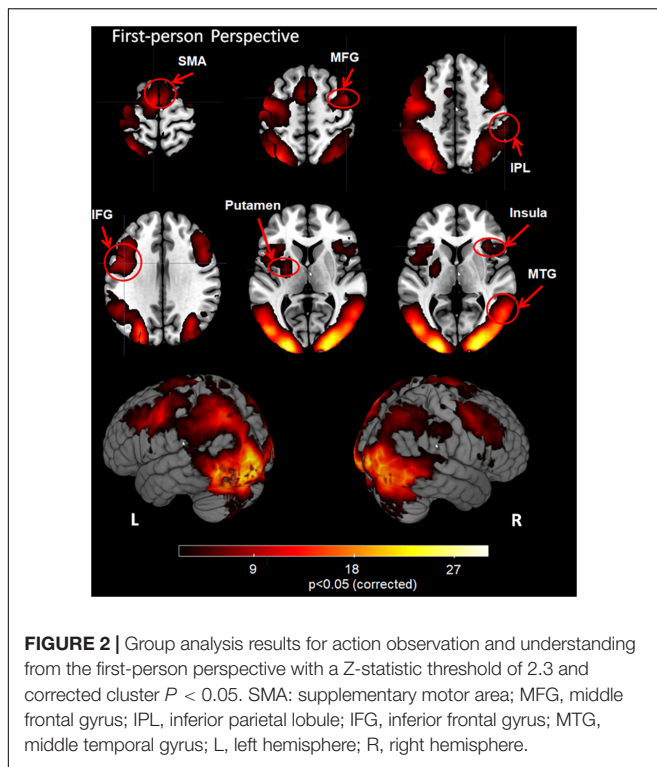 First-person Perspective
SMA
MFG
IPL
IFG
Putamen
Insula
MTG
L
R
9 18 27
p<0.05 (corrected)
FIGURE 2 | Group analysis results for action observation and understanding
from the first-person perspective with a Z-statistic threshold of 2.3 and
corrected cluster P < 0.05. SMA: supplementary motor area; MFG, middle
frontal gyrus; IPL, inferior parietal lobule; IFG, inferior frontal gyrus; MTG,
middle temporal gyrus; L, left hemisphere; R, right hemisphere.